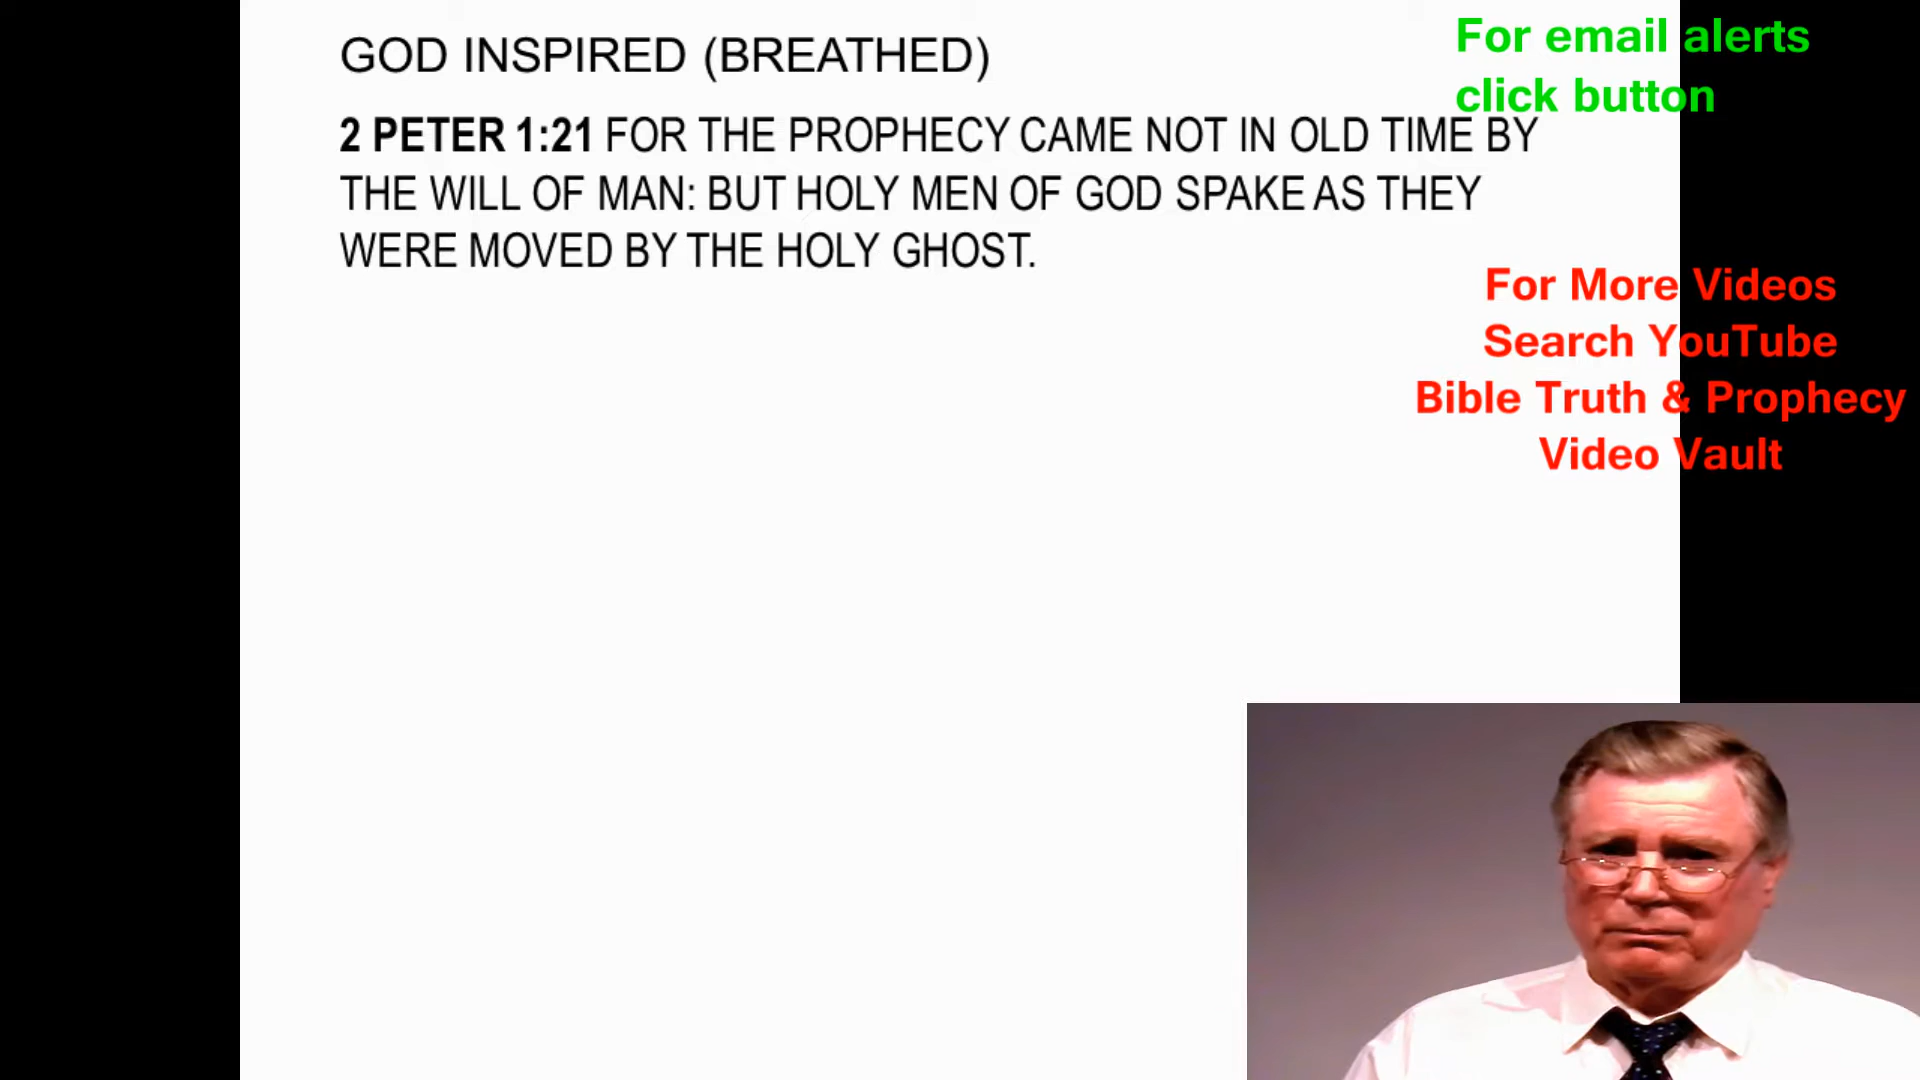 GOD INSPIRED (BREATHED)
2 PETER 1:21 FOR THE PROPHECY CAME NOT IN OLD TIME BY
THE WILL OF MAN: BUT HOLY MEN OF GOD SPAKE AS THEY
WERE MOVED BY THE HOLY GHOST.
For email alerts
click button
For More Videos
Search YouTube
Bible Truth & Prophecy
Video Vault